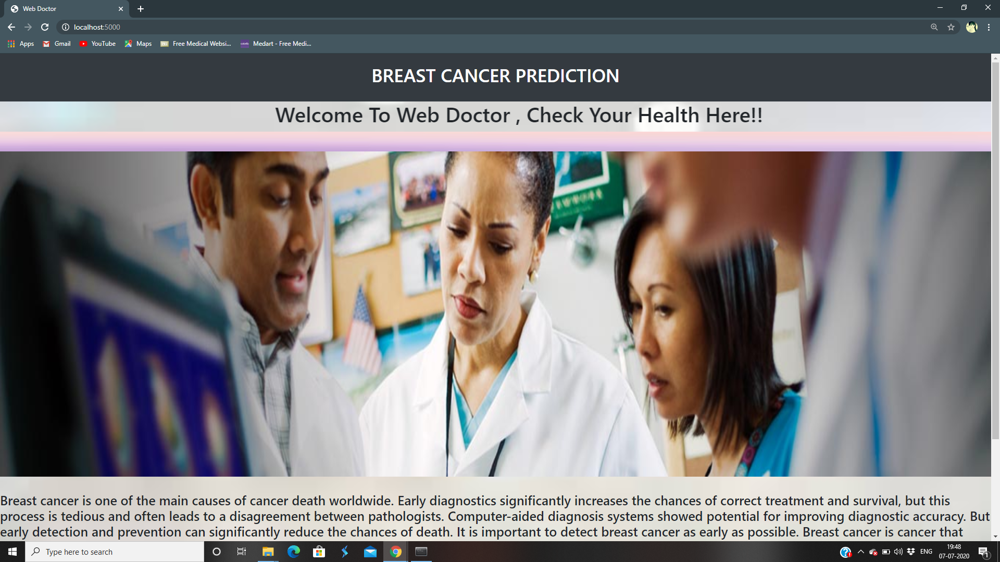 Web Doctor
localhost:5000
Apps
Gmail
YouTube
Maps
Free Medical Websi...
colorlib
Medart - Free Medi...
BREAST CANCER PREDICTION
Welcome To Web Doctor , Check Your Health Here!!
Breast cancer is one of the main causes of cancer death worldwide. Early diagnostics significantly increases the chances of correct treatment and survival, but this
process is tedious and often leads to a disagreement between pathologists. Computer-aided diagnosis systems showed potential for improving diagnostic accuracy. But
early detection and prevention can significantly reduce the chances of death. It is important to detect breast cancer as early as possible. Breast cancer is cancer that
Type here to search
ENG
19:48
07-07-2020
1